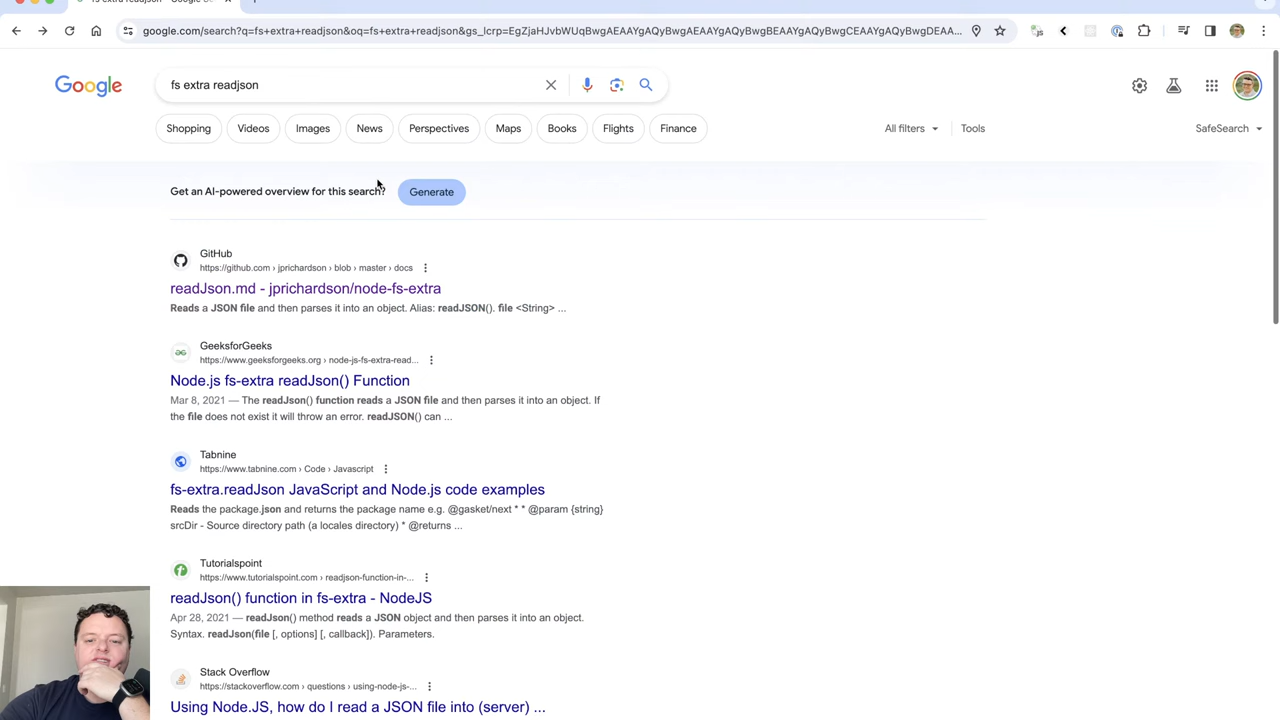 google.com/search?q=fs+extra+readjson&oq=fs+extra+readjson&gs_lcrp=EgZjaHJvbWUqBwgAEAAYgAQyBwgAEAAYgAQyBwgBEAAYgAQyBwgCEAAYgAQyBwgDEAA...
Google
fs extra readjson
Shopping
Videos
Images
News
Perspectives
Maps
Books
Flights
Finance
All filters
Tools
SafeSearch
Get an AI-powered overview for this search?
Generate
GitHub
https://github.com › jprichardson › blob › master › docs
readJson.md - jprichardson/node-fs-extra
Reads a JSON file and then parses it into an object. Alias: readJSON(). file <String> ...
GeeksforGeeks
https://www.geeksforgeeks.org › node-js-fs-extra-read...
Node.js fs-extra readJson() Function
Mar 8, 2021 — The readJson() function reads a JSON file and then parses it into an object. If
the file does not exist it will throw an error. readJSON() can ...
Tabnine
https://www.tabnine.com › Code › Javascript
fs-extra.readJson JavaScript and Node.js code examples
Reads the package.json and returns the package name e.g. @gasket/next * * @param {string}
srcDir - Source directory path (a locales directory) * @returns ...
Tutorialspoint
https://www.tutorialspoint.com › readjson-function-in-...
readJson() function in fs-extra - NodeJS
Apr 28, 2021 — readJson() method reads a JSON object and then parses it into an object.
Syntax. readJson(file [, options] [, callback]). Parameters.
Stack Overflow
https://stackoverflow.com › questions › using-node-js-...
Using Node.JS, how do I read a JSON file into (server) ...